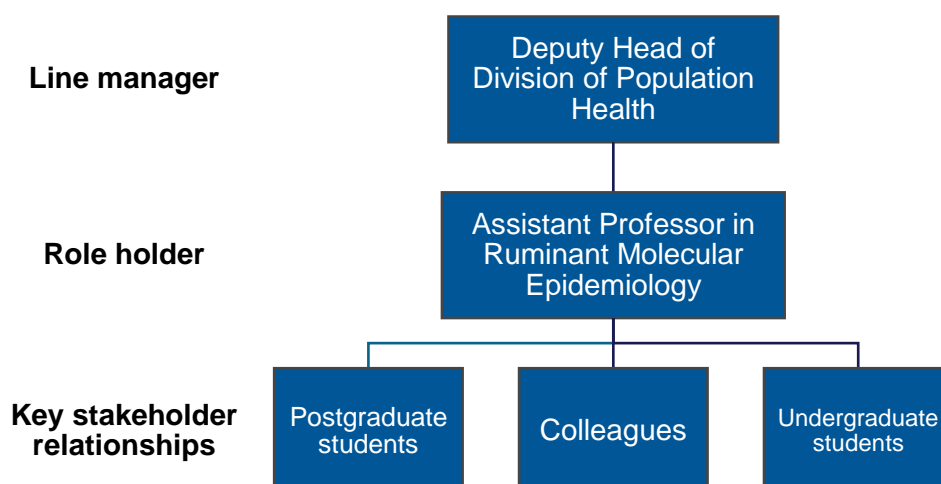 Line manager
Deputy Head of
Division of Population
Health
Role holder
Assistant Professor in
Ruminant Molecular
Epidemiology
Key stakeholder
relationships
Postgraduate
students
Colleagues
Undergraduate
students